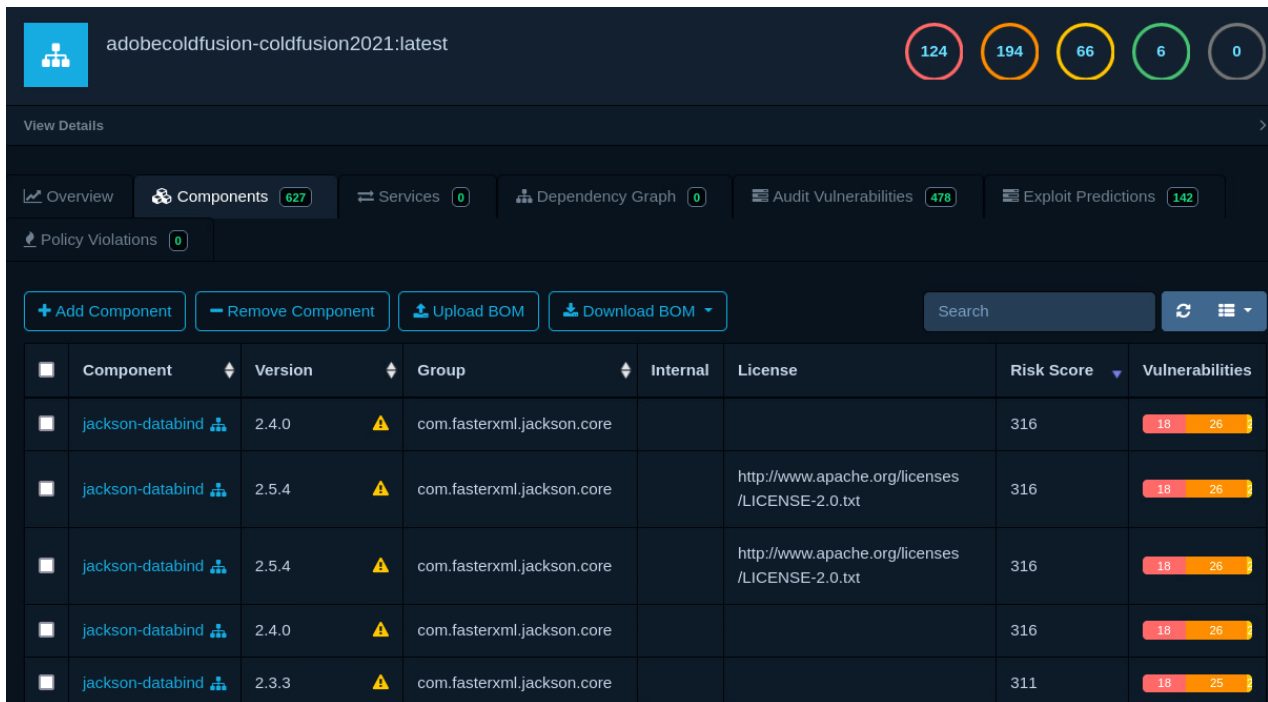 adobecoldfusion-coldfusion2021:latest
124 194 66 6 0
View Details
Overview Components 627 Services 0 Dependency Graph 0 Audit Vulnerabilities 478 Exploit Predictions 142
Policy Violations 0
Add Component Remove Component Upload BOM Download BOM Search
Component Version Group Internal License Risk Score Vulnerabilities
jackson-databind 2.4.0 com.fasterxml.jackson.core 316 18 26
jackson-databind 2.5.4 com.fasterxml.jackson.core http://www.apache.org/licenses
/LICENSE-2.0.txt 316 18 26
jackson-databind 2.5.4 com.fasterxml.jackson.core http://www.apache.org/licenses
/LICENSE-2.0.txt 316 18 26
jackson-databind 2.4.0 com.fasterxml.jackson.core 316 18 26
jackson-databind 2.3.3 com.fasterxml.jackson.core 311 18 25